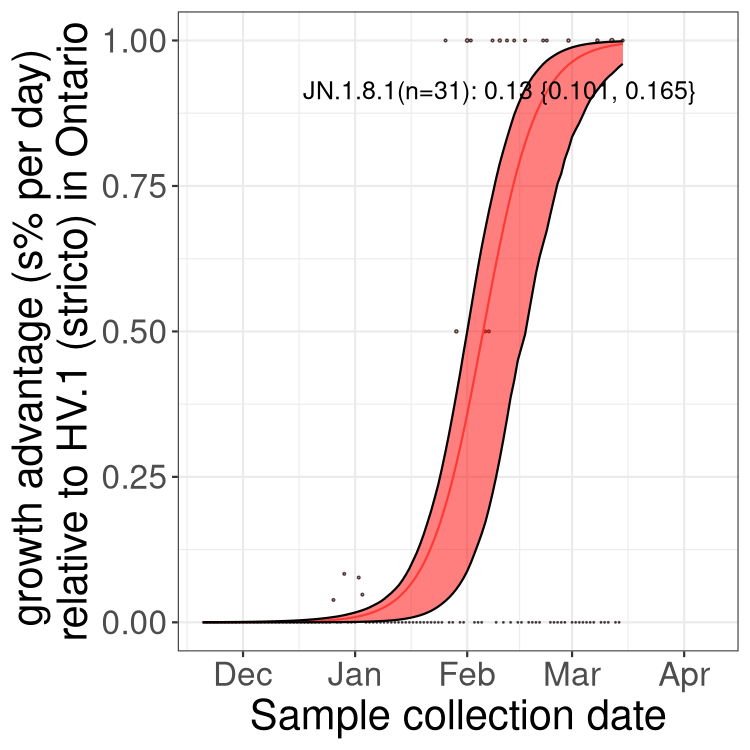 growth advantage (s% per day)
relative to HV.1 (stricto) in Ontario
1.00
0.75
0.50
0.25
0.00
JN.1.8.1(n=31): 0.13 {0.101, 0.165}
Dec Jan Feb Mar Apr
Sample collection date